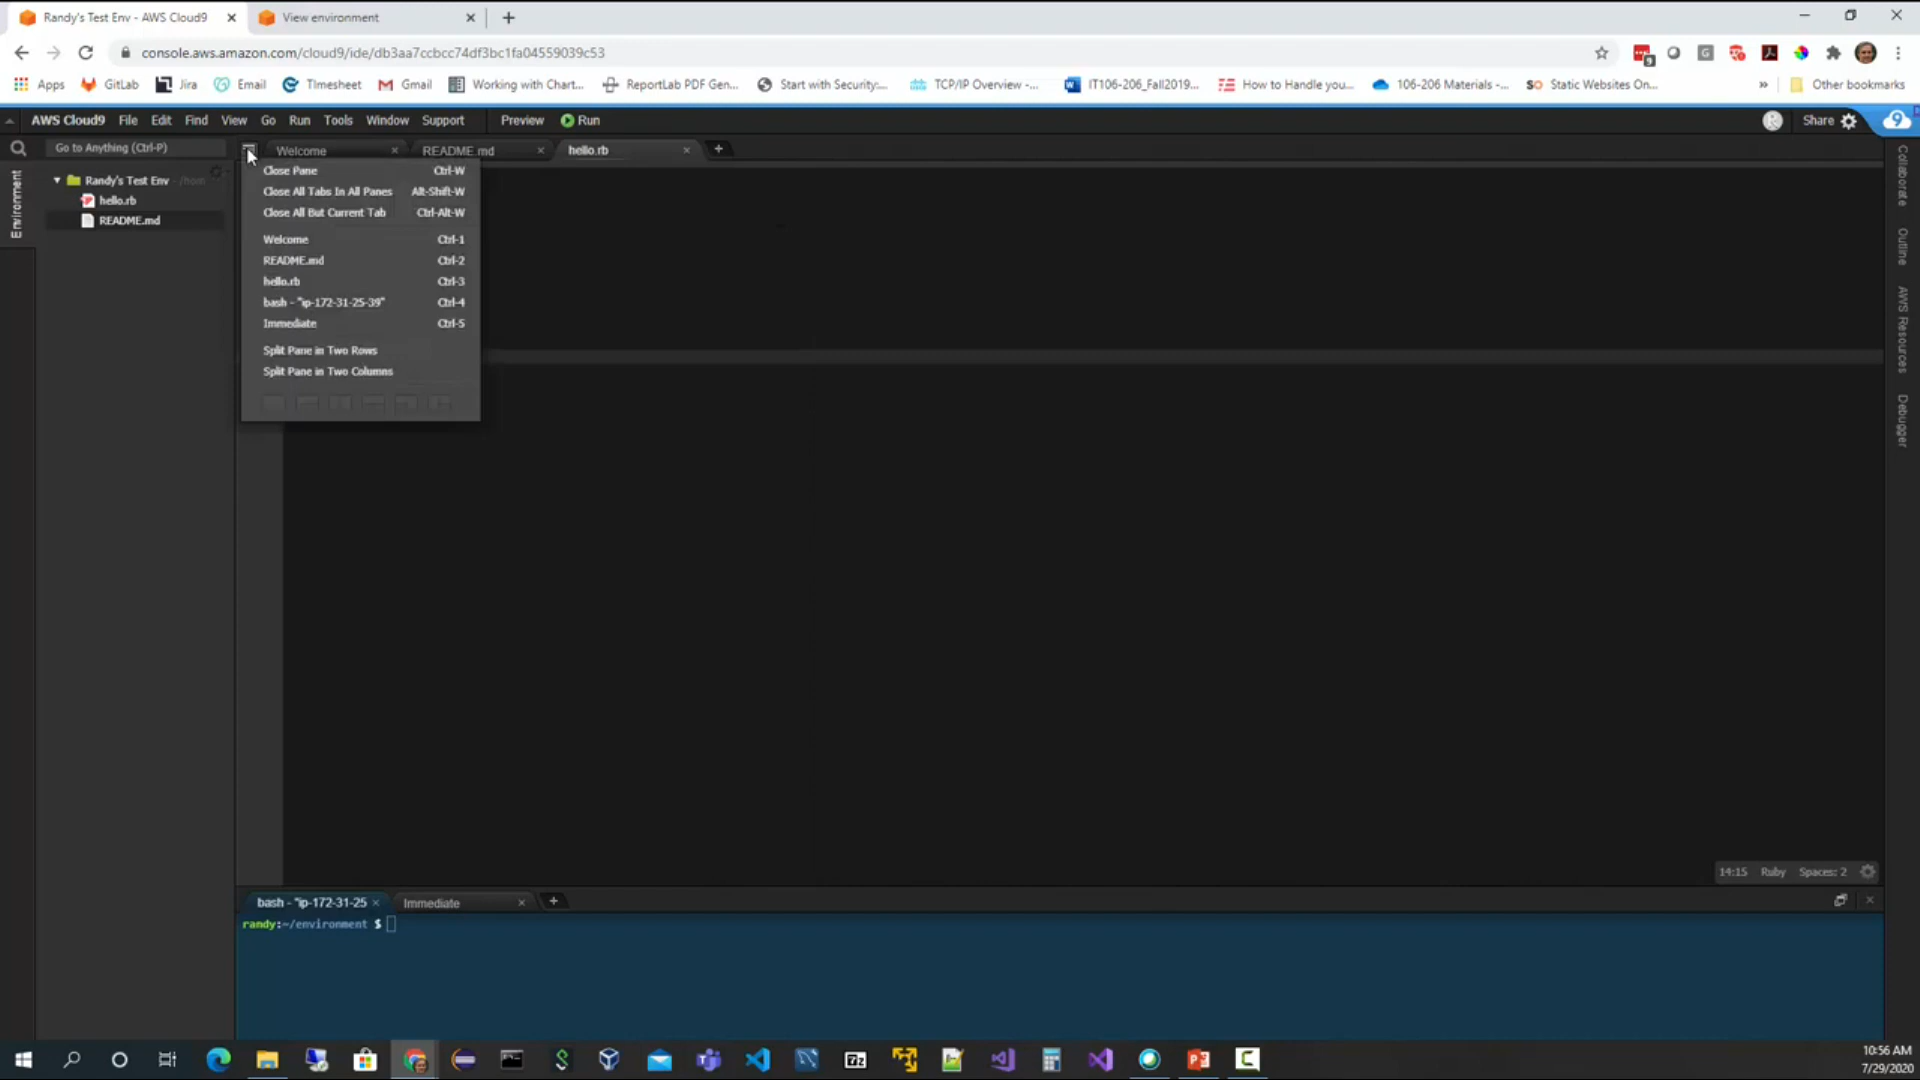 Randy's Test Env - AWS Cloud9
View environment
console.aws.amazon.com/cloud9/ide/db3aa7ccbcc74df3bc1fa04559039c53
Apps GitLab Jira Email TImesheet Gmail Working with Chart... ReportLab PDF Gen... Start with Security:... TCP/IP Overview -... IT106-206_Fall2019... How to Handle you... 106-206 Materials -... Static Websites On... » Other bookmarks
AWS Cloud9 File Edit Find View Go Run Tools Window Support Preview Run Share
Go to Anything (Ctrl-P) Welcome README.md hello.rb
Randy's Test Env - /hom
hello.rb
README.md
Environment
Close Pane Ctrl-W
Close All Tabs In All Panes Alt-Shift-W
Close All But Current Tab Ctrl-Alt-W
Welcome Ctrl-1
README.md Ctrl-2
hello.rb Ctrl-3
bash - "ip-172-31-25-39" Ctrl-4
Immediate Ctrl-5
Split Pane in Two Rows
Split Pane in Two Columns
Collaborate
Outline
AWS Resources
Debugger
14:15 Ruby Spaces: 2
bash - "ip-172-31-25 Immediate
randy:~/environment $
10:56 AM
7/29/2020